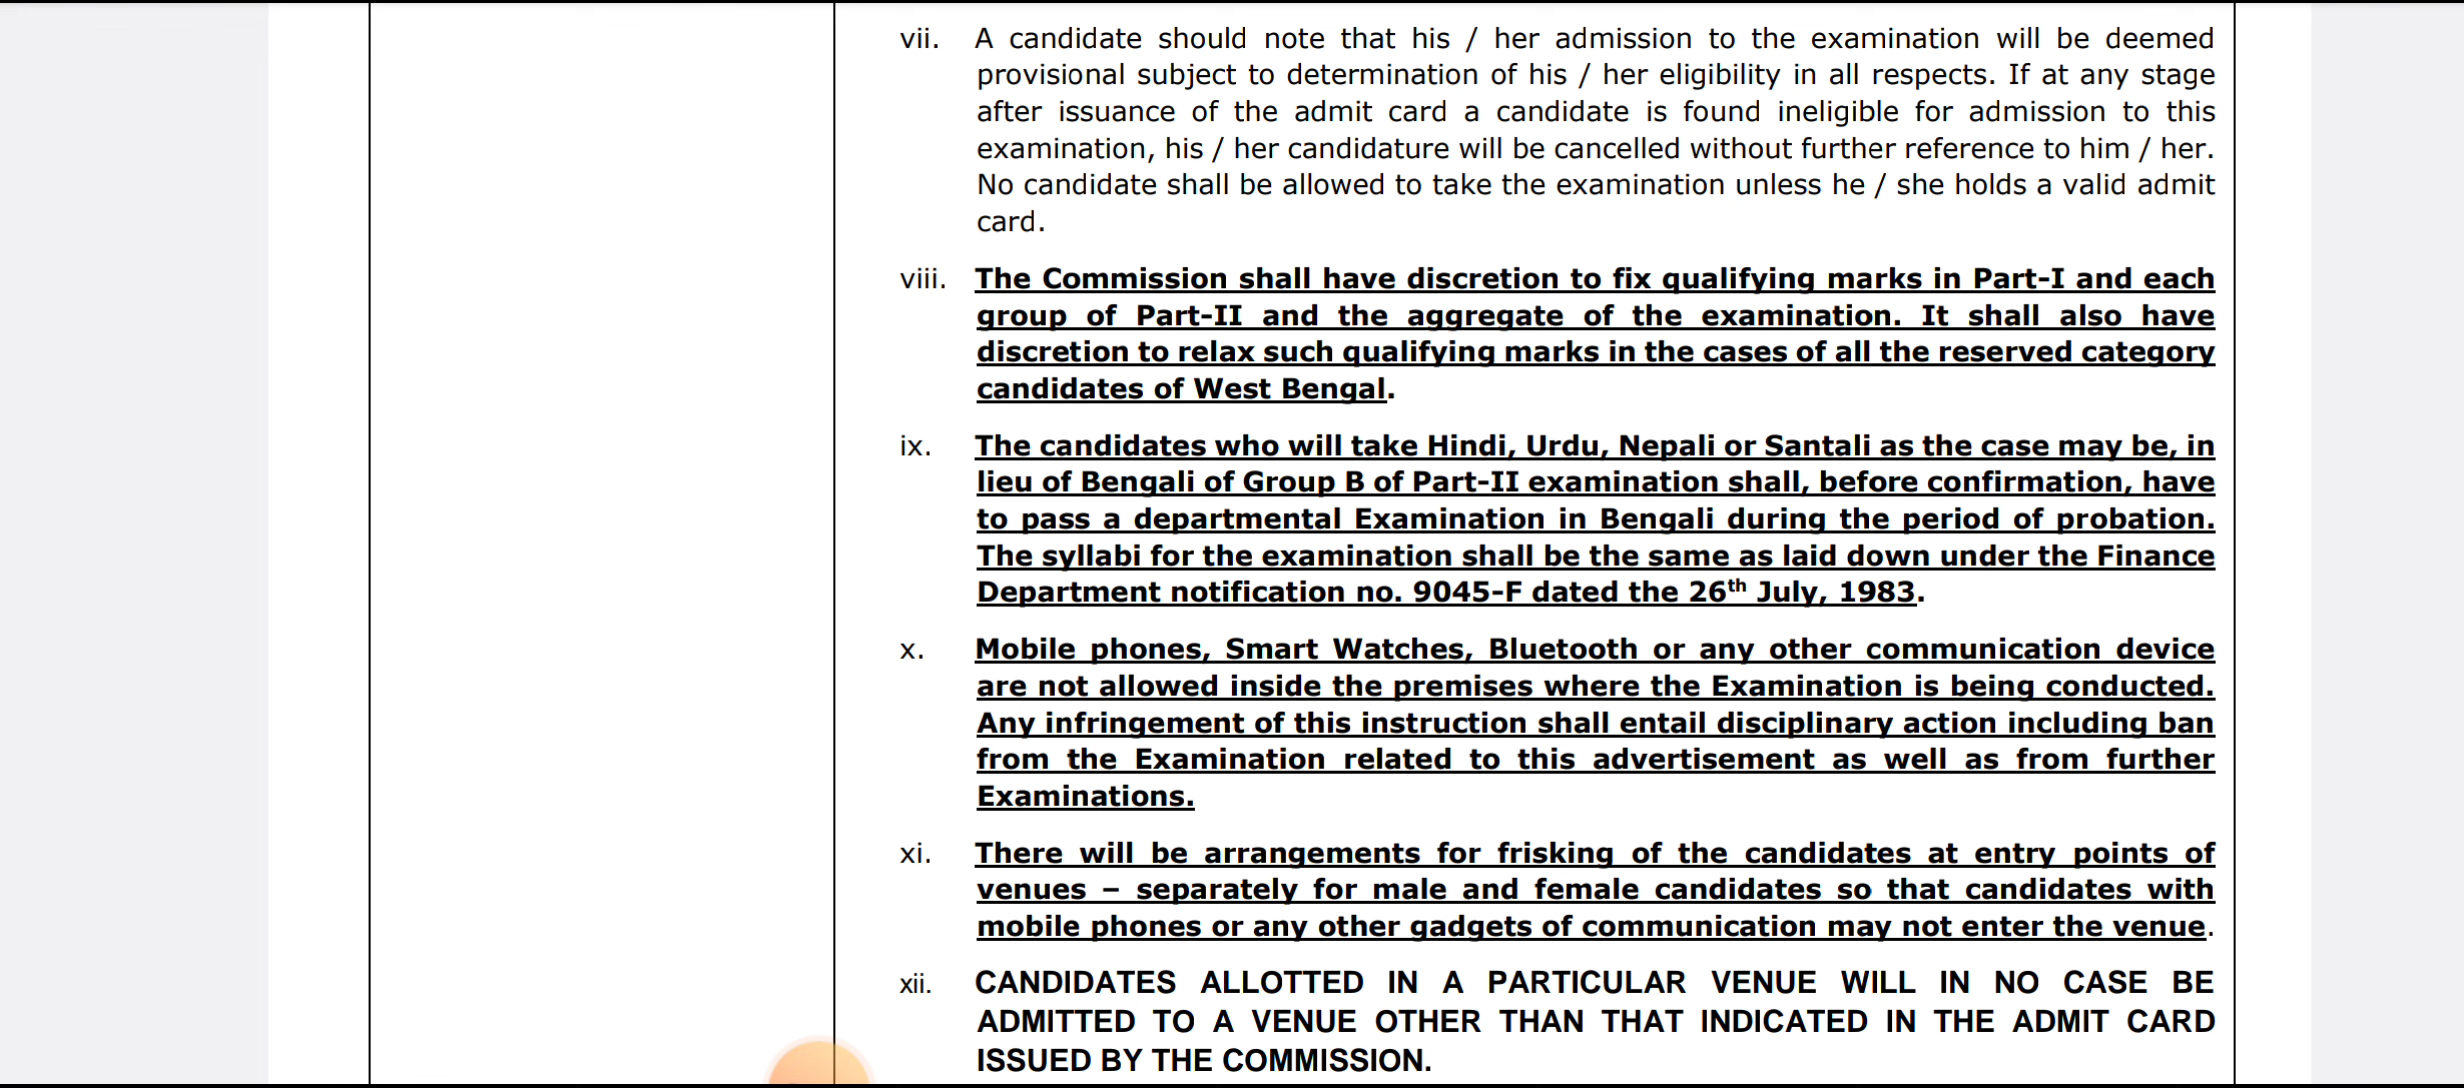 vii. A candidate should note that his / her admission to the examination will be deemed
provisional subject to determination of his / her eligibility in all respects. If at any stage
after issuance of the admit card a candidate is found ineligible for admission to this
examination, his / her candidature will be cancelled without further reference to him / her.
No candidate shall be allowed to take the examination unless he / she holds a valid admit
card.
viii. The Commission shall have discretion to fix qualifying marks in Part-I and each
group of Part-II and the aggregate of the examination. It shall also have
discretion to relax such qualifying marks in the cases of all the reserved category
candidates of West Bengal.
ix. The candidates who will take Hindi, Urdu, Nepali or Santali as the case may be, in
lieu of Bengali of Group B of Part-II examination shall, before confirmation, have
to pass a departmental Examination in Bengali during the period of probation.
The syllabi for the examination shall be the same as laid down under the Finance
Department notification no. 9045-F dated the 26th July, 1983.
x. Mobile phones, Smart Watches, Bluetooth or any other communication device
are not allowed inside the premises where the Examination is being conducted.
Any infringement of this instruction shall entail disciplinary action including ban
from the Examination related to this advertisement as well as from further
Examinations.
xi. There will be arrangements for frisking of the candidates at entry points of
venues – separately for male and female candidates so that candidates with
mobile phones or any other gadgets of communication may not enter the venue.
xii. CANDIDATES ALLOTTED IN A PARTICULAR VENUE WILL IN NO CASE BE
ADMITTED TO A VENUE OTHER THAN THAT INDICATED IN THE ADMIT CARD
ISSUED BY THE COMMISSION.